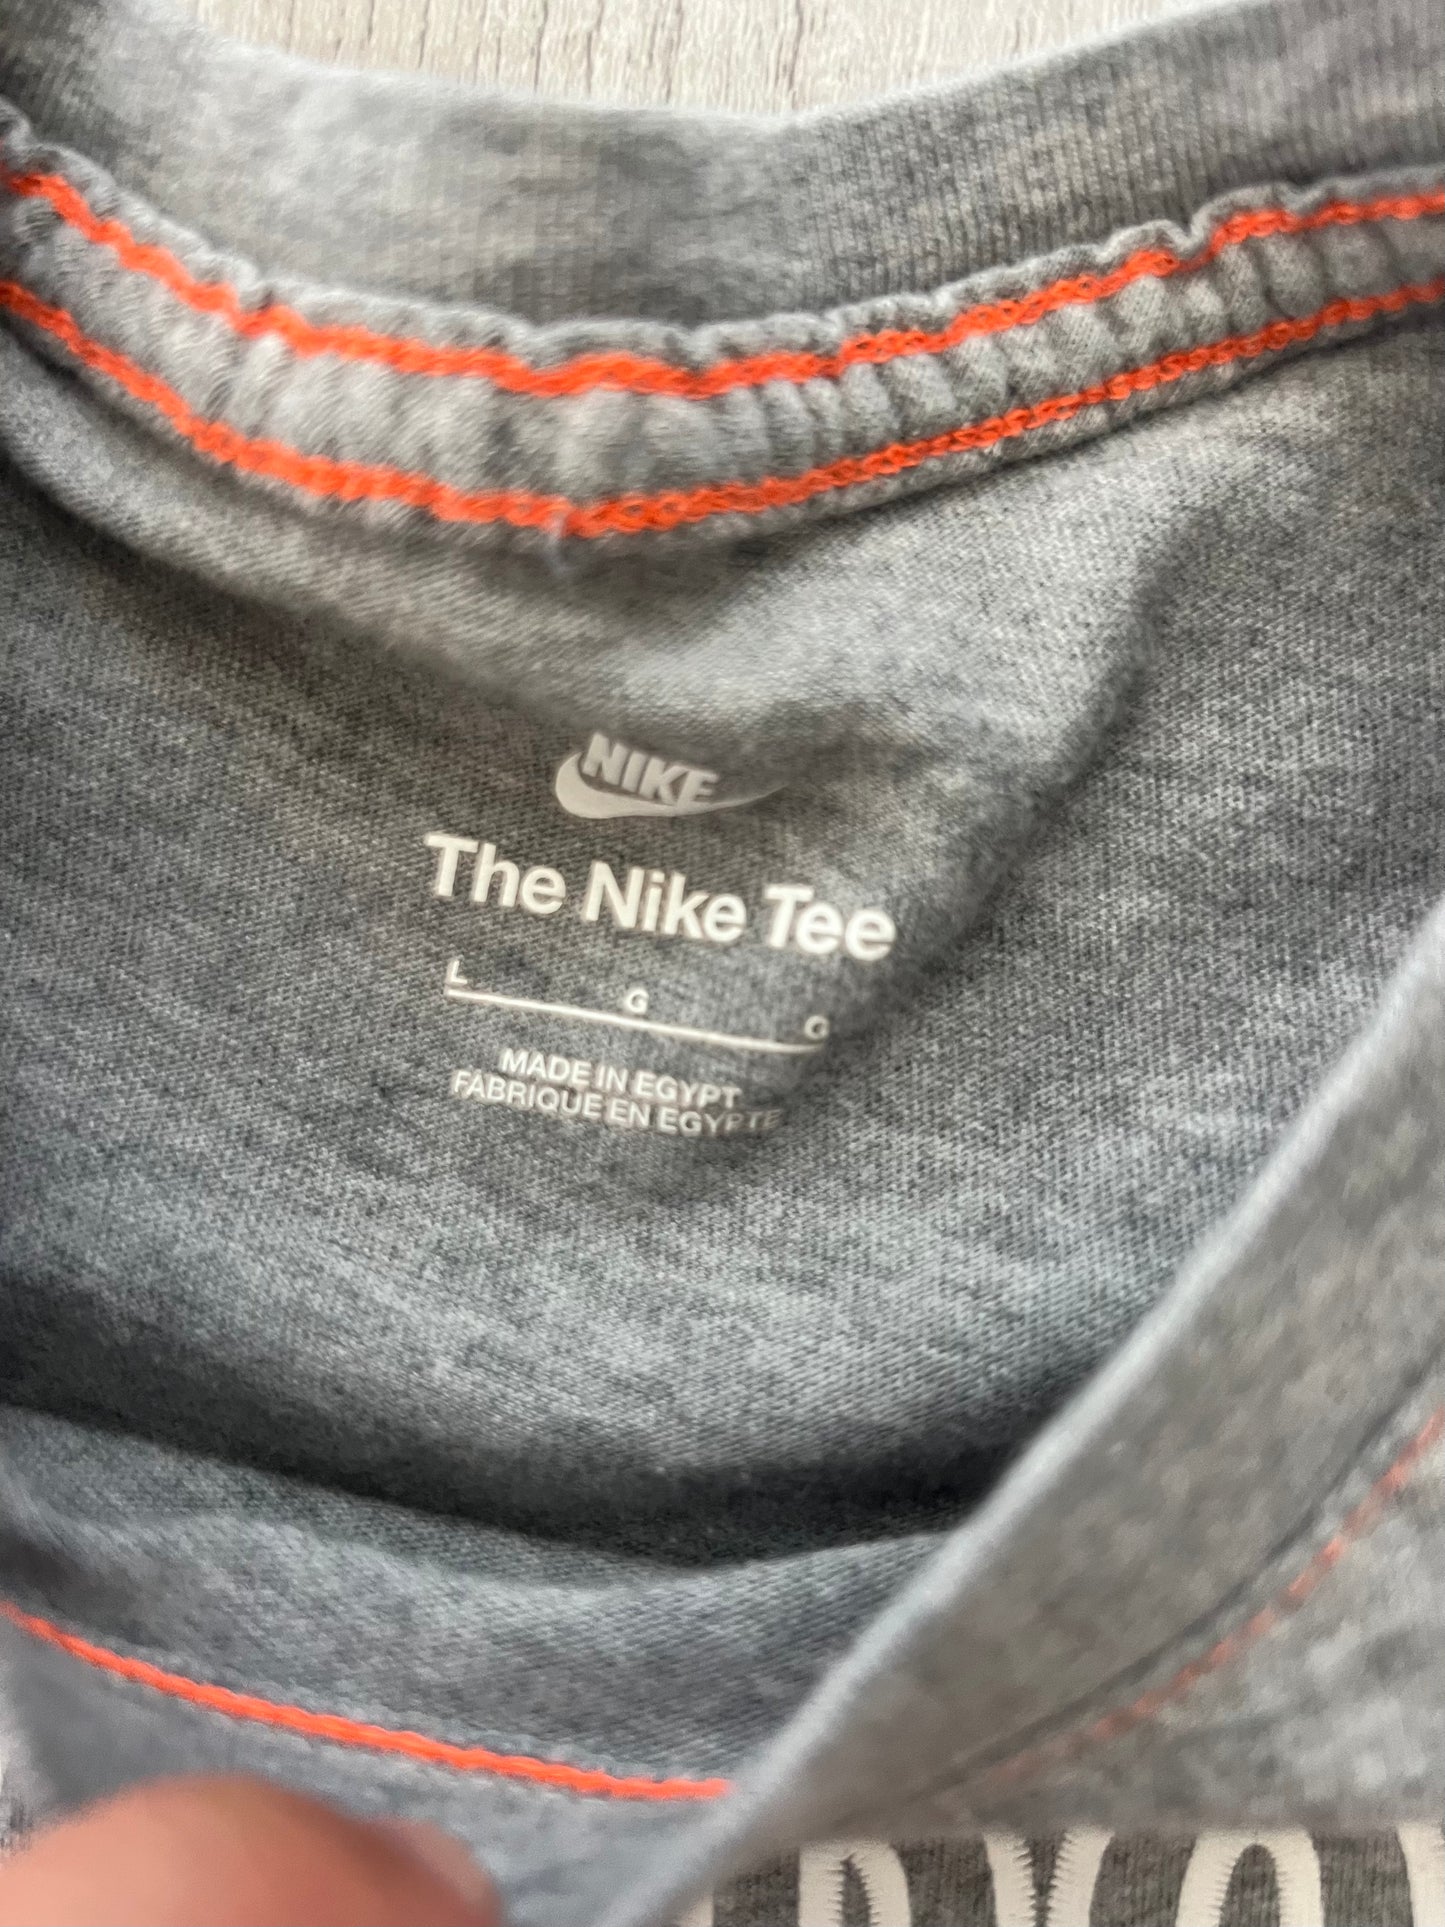 NIKE
The Nike Tee
L G G
MADE IN EGYPT
FABRIQUE EN EGYPTE